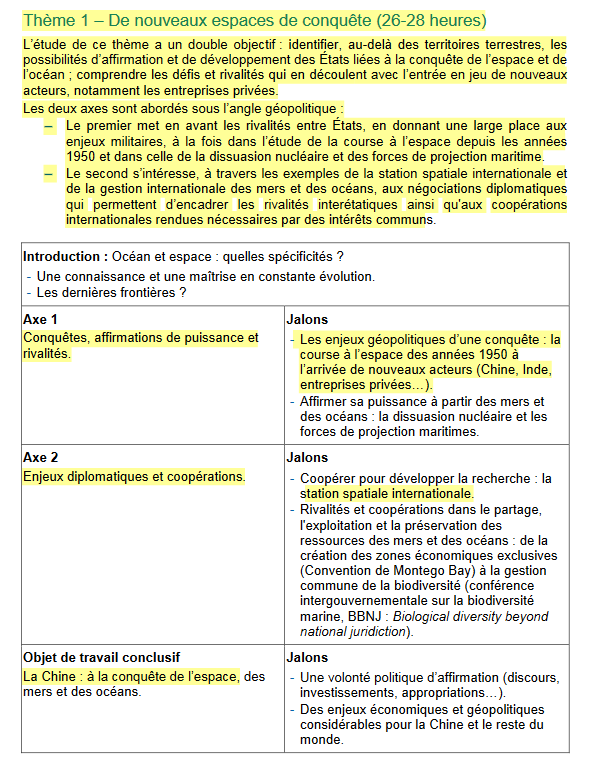 Thème 1 – De nouveaux espaces de conquête (26-28 heures)
L'étude de ce thème a un double objectif : identifier, au-delà des territoires terrestres, les
possibilités d'affirmation et de développement des États liées à la conquête de l'espace et de
l'océan ; comprendre les défis et rivalités qui en découlent avec l'entrée en jeu de nouveaux
acteurs, notamment les entreprises privées.
Les deux axes sont abordés sous l'angle géopolitique :
– Le premier met en avant les rivalités entre États, en donnant une large place aux
enjeux militaires, à la fois dans l'étude de la course à l'espace depuis les années
1950 et dans celle de la dissuasion nucléaire et des forces de projection maritime.
– Le second s'intéresse, à travers les exemples de la station spatiale internationale et
de la gestion internationale des mers et des océans, aux négociations diplomatiques
qui permettent d'encadrer les rivalités interétatiques ainsi qu'aux coopérations
internationales rendues nécessaires par des intérêts communs.
Introduction : Océan et espace : quelles spécificités ?
- Une connaissance et une maîtrise en constante évolution.
- Les dernières frontières ?
Axe 1
Conquêtes, affirmations de puissance et
rivalités.
Jalons
- Les enjeux géopolitiques d'une conquête : la
course à l'espace des années 1950 à
l'arrivée de nouveaux acteurs (Chine, Inde,
entreprises privées…).
- Affirmer sa puissance à partir des mers et
des océans : la dissuasion nucléaire et les
forces de projection maritimes.
Axe 2
Enjeux diplomatiques et coopérations.
Jalons
- Coopérer pour développer la recherche : la
station spatiale internationale.
- Rivalités et coopérations dans le partage,
l'exploitation et la préservation des
ressources des mers et des océans : de la
création des zones économiques exclusives
(Convention de Montego Bay) à la gestion
commune de la biodiversité (conférence
intergouvernementale sur la biodiversité
marine, BBNJ : Biological diversity beyond
national juridiction).
Objet de travail conclusif
La Chine : à la conquête de l'espace, des
mers et des océans.
Jalons
- Une volonté politique d'affirmation (discours,
investissements, appropriations…).
- Des enjeux économiques et géopolitiques
considérables pour la Chine et le reste du
monde.